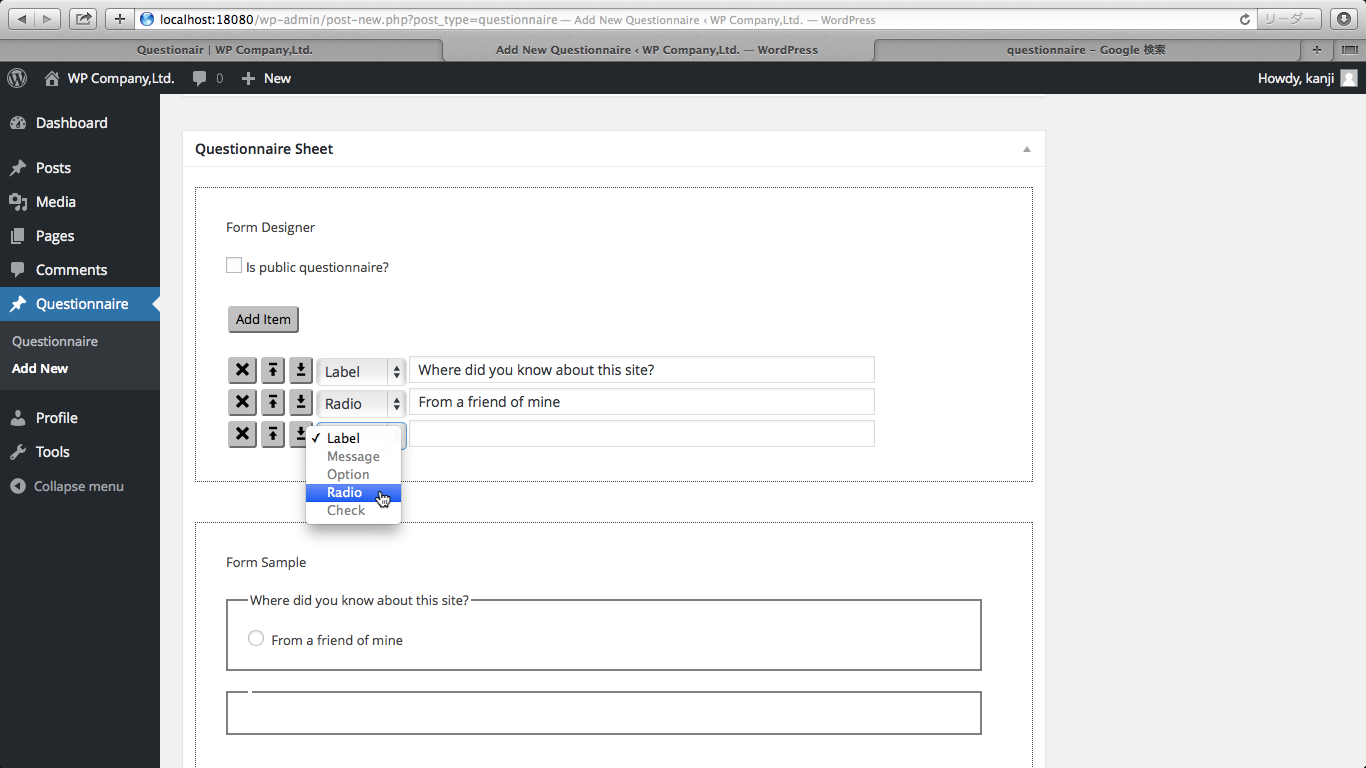 localhost:18080/wp-admin/post-new.php?post_type=questionnaire — Add New Questionnaire ‹ WP Company,Ltd. — WordPress
リーダー
Questionair | WP Company,Ltd.
Add New Questionnaire ‹ WP Company,Ltd. — WordPress
questionnaire - Google 検索
WP Company,Ltd.
0
New
Howdy, kanji
Dashboard
Posts
Media
Pages
Comments
Questionnaire
Questionnaire
Add New
Profile
Tools
Collapse menu
Questionnaire Sheet
Form Designer
Is public questionnaire?
Add Item
Label
Where did you know about this site?
Radio
From a friend of mine
Label
Message
Option
Radio
Check
Form Sample
Where did you know about this site?
From a friend of mine